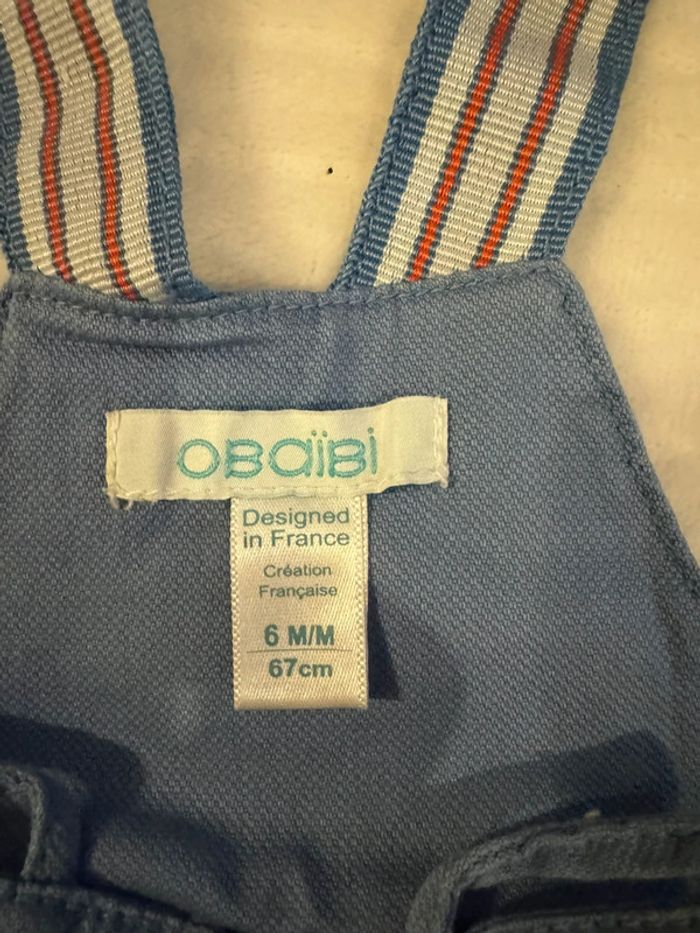 OBaïBi
Designed
in France
Création
Française
6 M/M
67cm